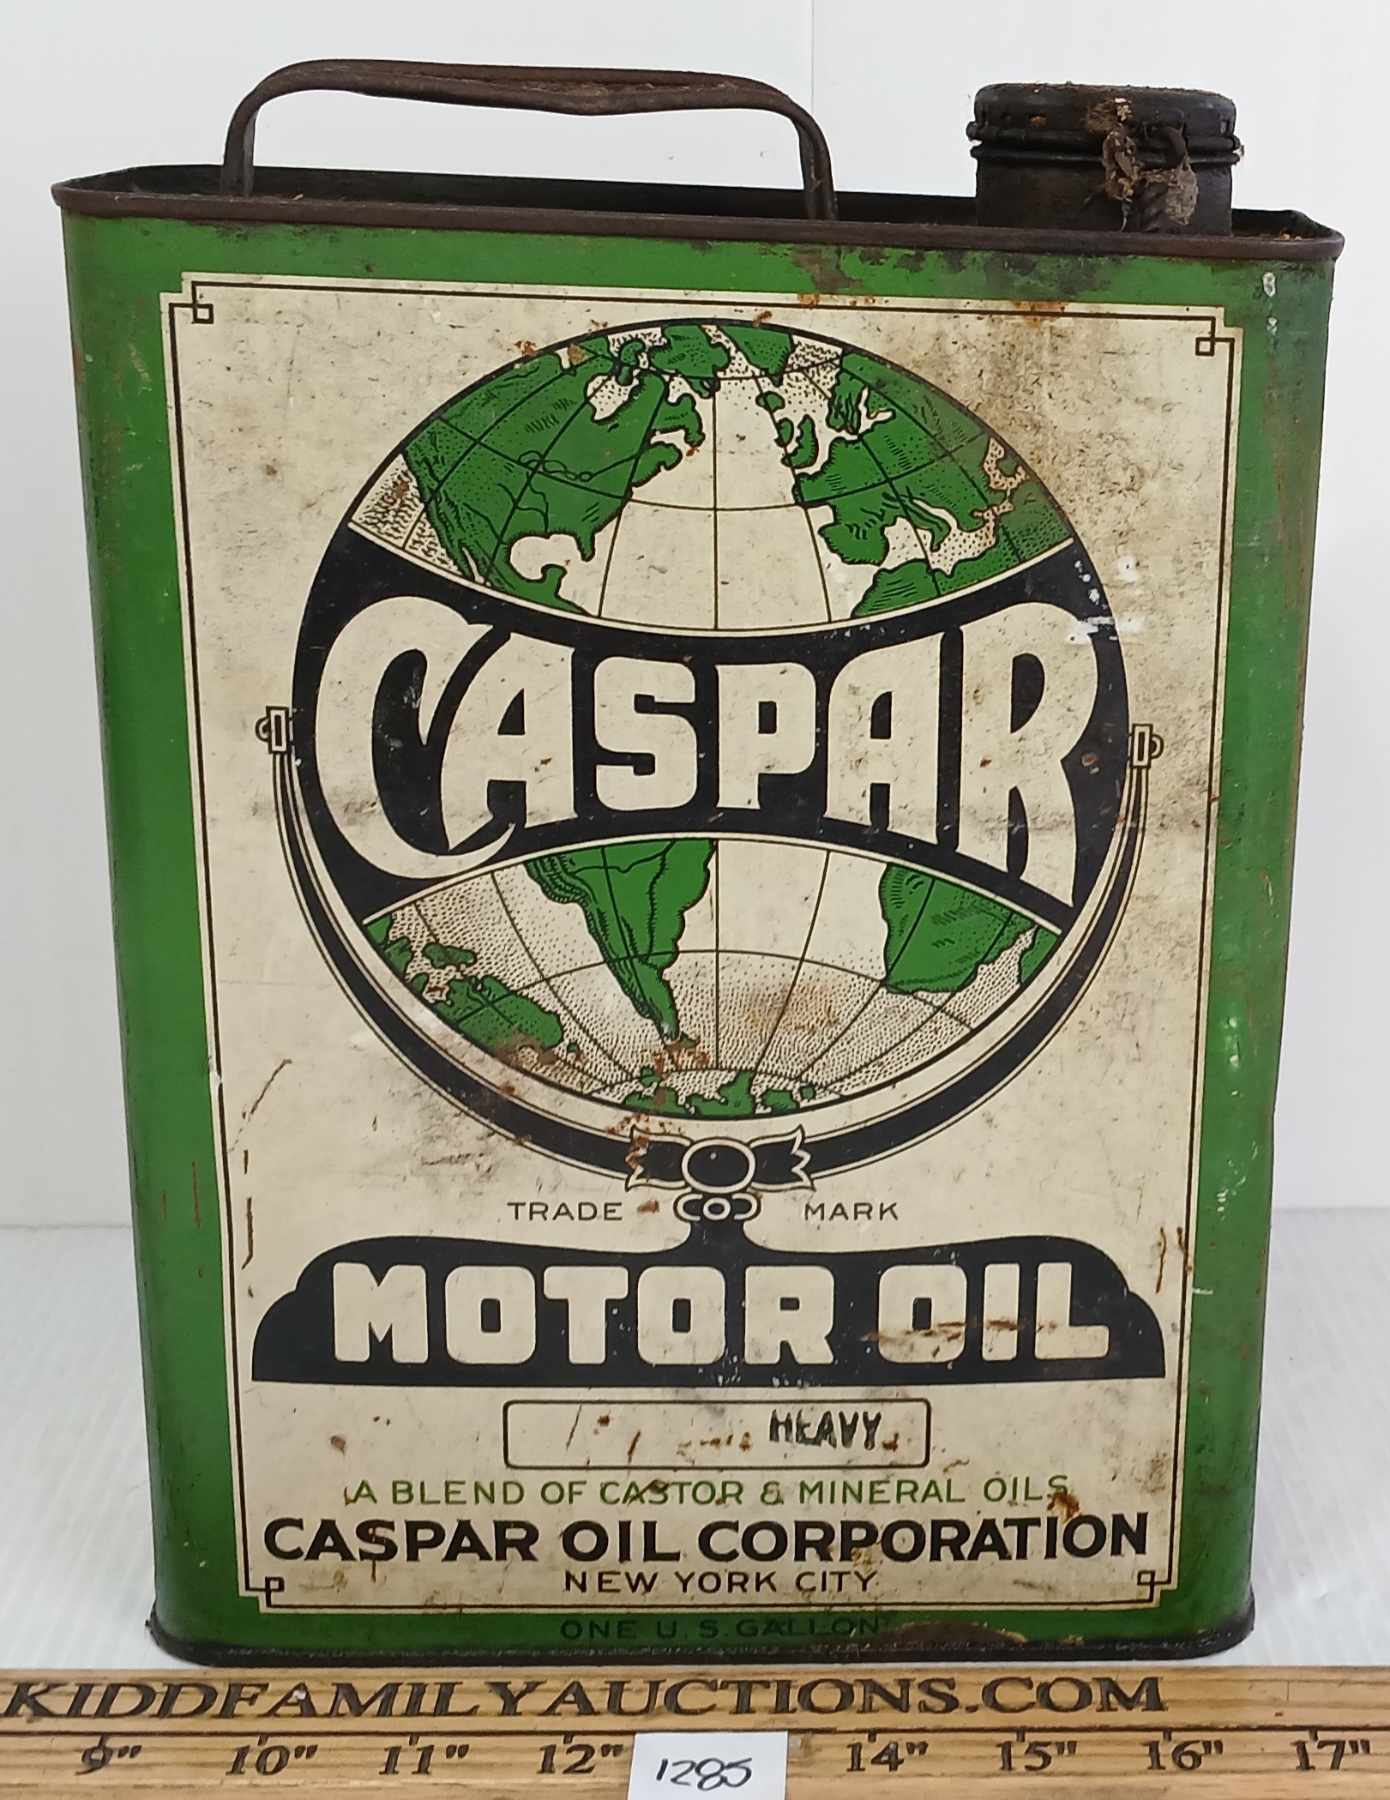 CASPAR
TRADE MARK
MOTOR OIL
HEAVY
A BLEND OF CASTOR & MINERAL OILS
CASPAR OIL CORPORATION
NEW YORK CITY
ONE U.S. GALLON
KIDDFAMILYAUCTIONS.COM
9" 10" 11" 12" 14" 15" 16" 17"
1285